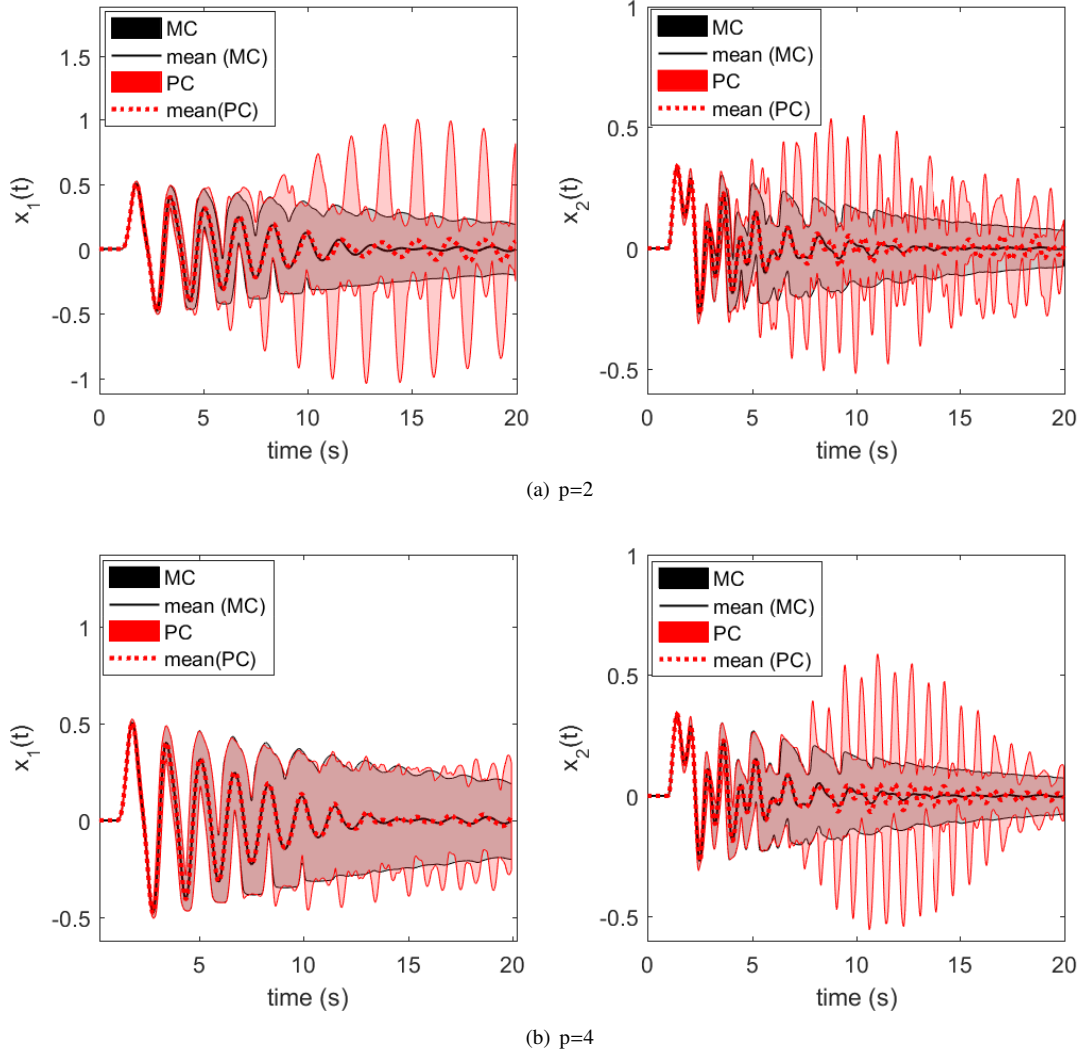 MC
mean (MC)
PC
mean(PC)
1.5
1
0.5
0
-0.5
-1
x1(t)
0 5 10 15 20
time (s)
MC
mean (MC)
PC
mean (PC)
1
0.5
0
-0.5
x2(t)
0 5 10 15 20
time (s)
(a) p=2
MC
mean (MC)
PC
mean(PC)
1
0.5
0
-0.5
x1(t)
5 10 15 20
time (s)
MC
mean (MC)
PC
mean (PC)
1
0.5
0
-0.5
x2(t)
0 5 10 15 20
time (s)
(b) p=4